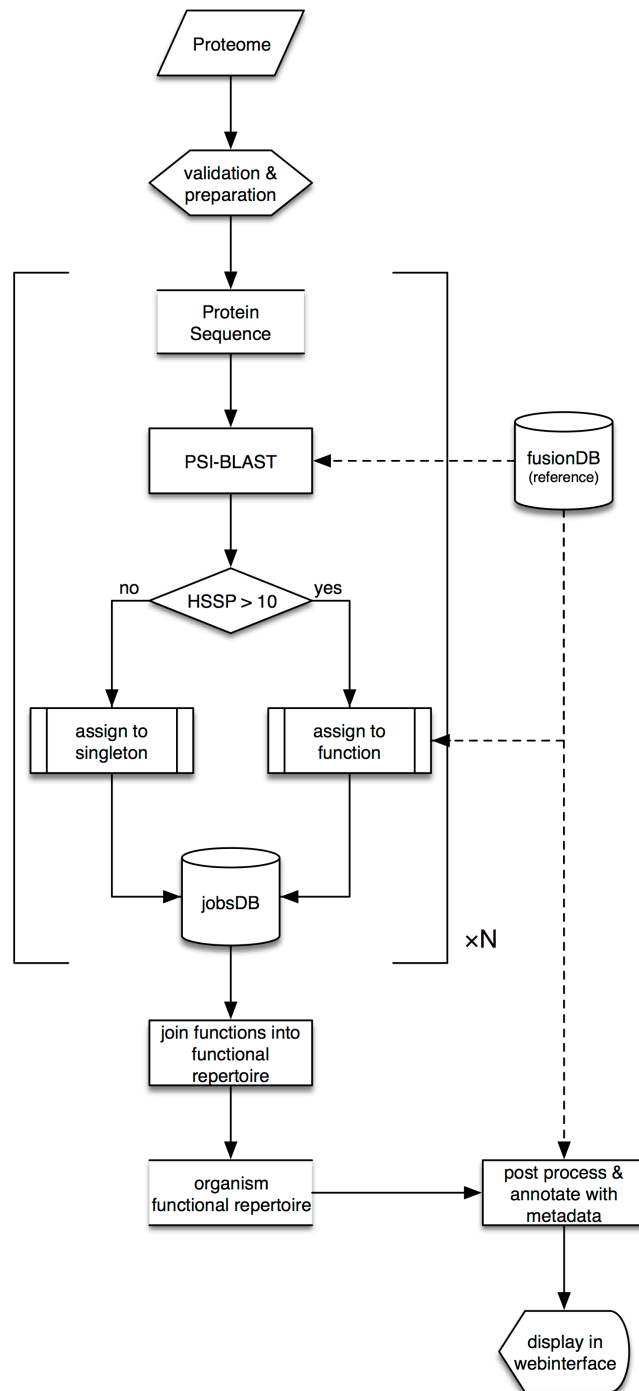 Proteome
validation &
preparation
Protein
Sequence
PSI-BLAST
fusionDB
(reference)
HSSP > 10
no
yes
assign to
singleton
assign to
function
jobsDB
×N
join functions into
functional
repertoire
organism
functional repertoire
post process &
annotate with
metadata
display in
webinterface